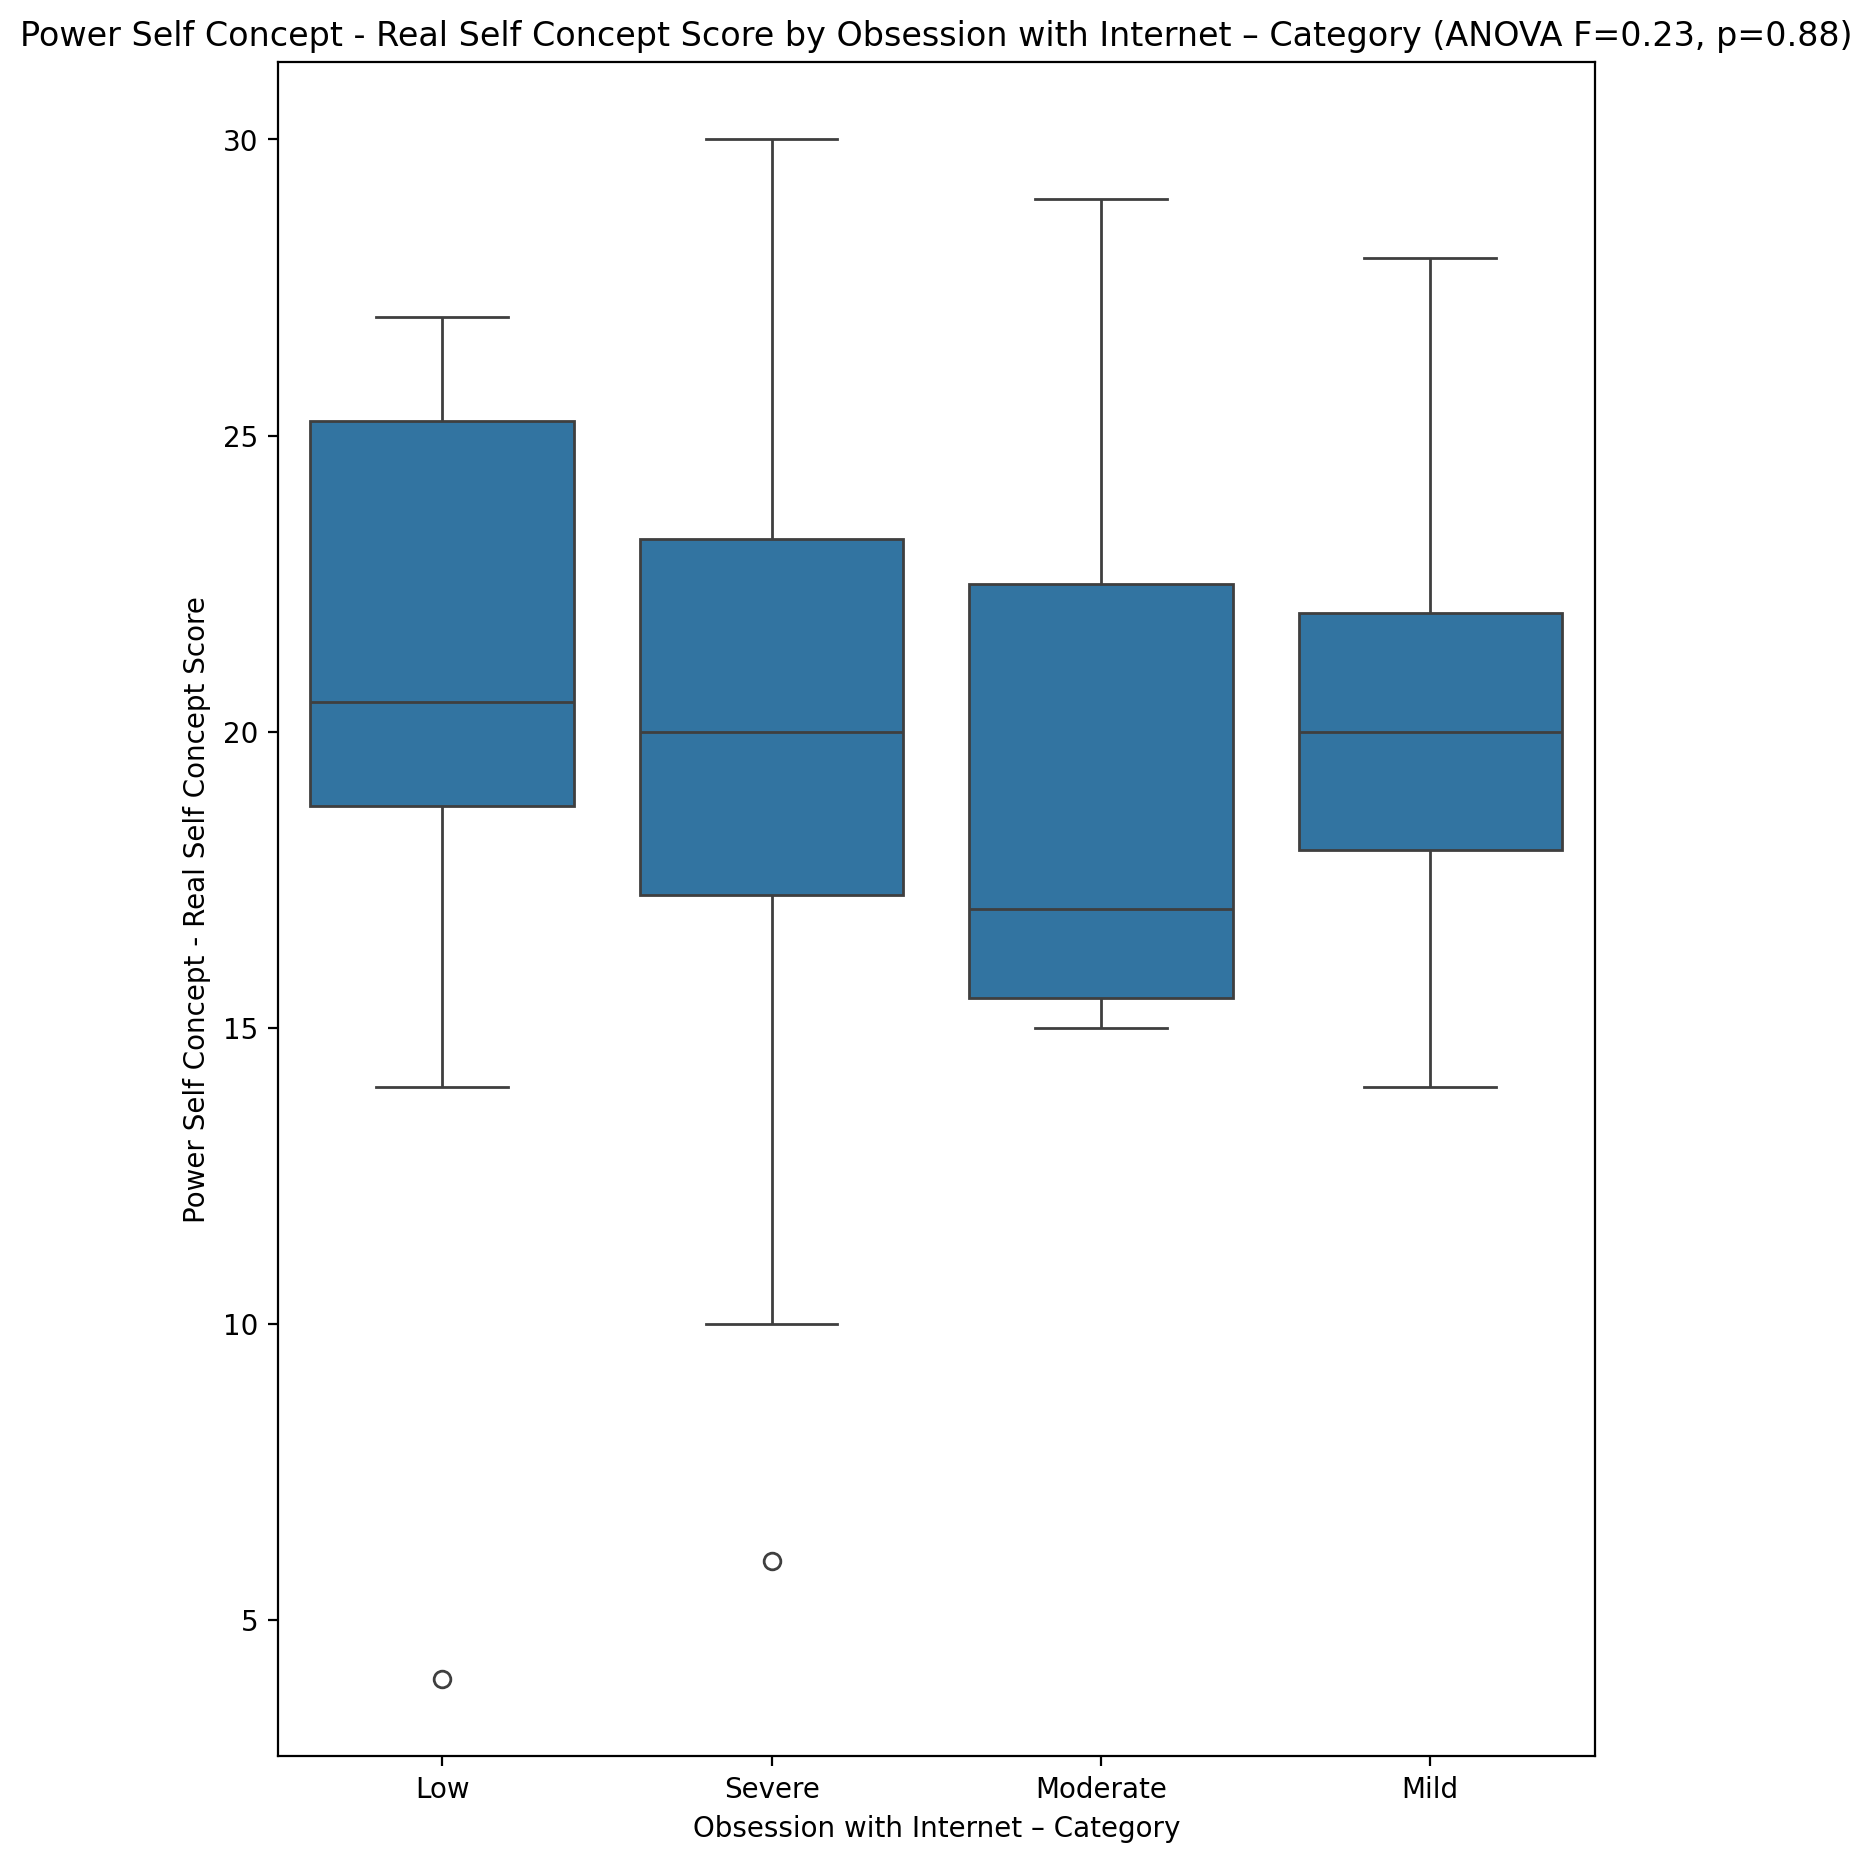 Power Self Concept - Real Self Concept Score by Obsession with Internet – Category (ANOVA F=0.23, p=0.88)
30
25
20
15
10
5
Power Self Concept - Real Self Concept Score
Low Severe Moderate Mild
Obsession with Internet – Category